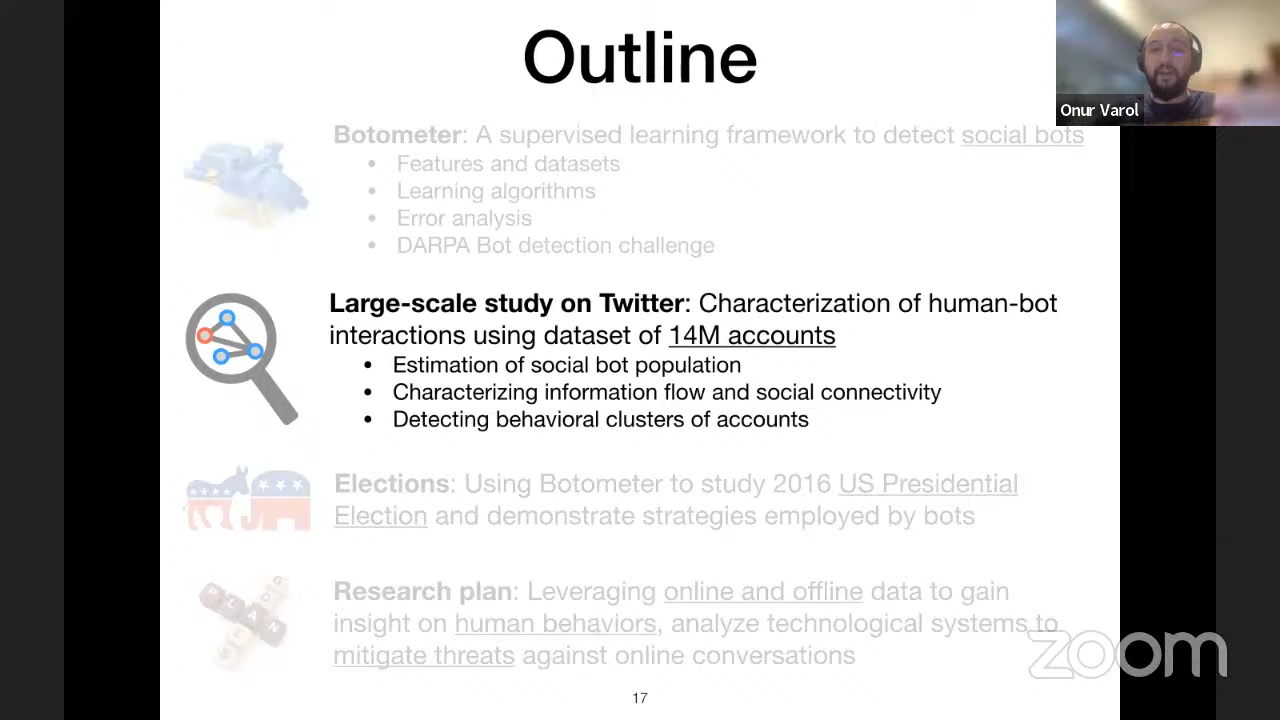 Outline
Onur Varol
Botometer: A supervised learning framework to detect social bots
• Features and datasets
• Learning algorithms
• Error analysis
• DARPA Bot detection challenge
Large-scale study on Twitter: Characterization of human-bot
interactions using dataset of 14M accounts
• Estimation of social bot population
• Characterizing information flow and social connectivity
• Detecting behavioral clusters of accounts
Elections: Using Botometer to study 2016 US Presidential
Election and demonstrate strategies employed by bots
PLAN
Research plan: Leveraging online and offline data to gain
insight on human behaviors, analyze technological systems to
mitigate threats against online conversations
zoom
17